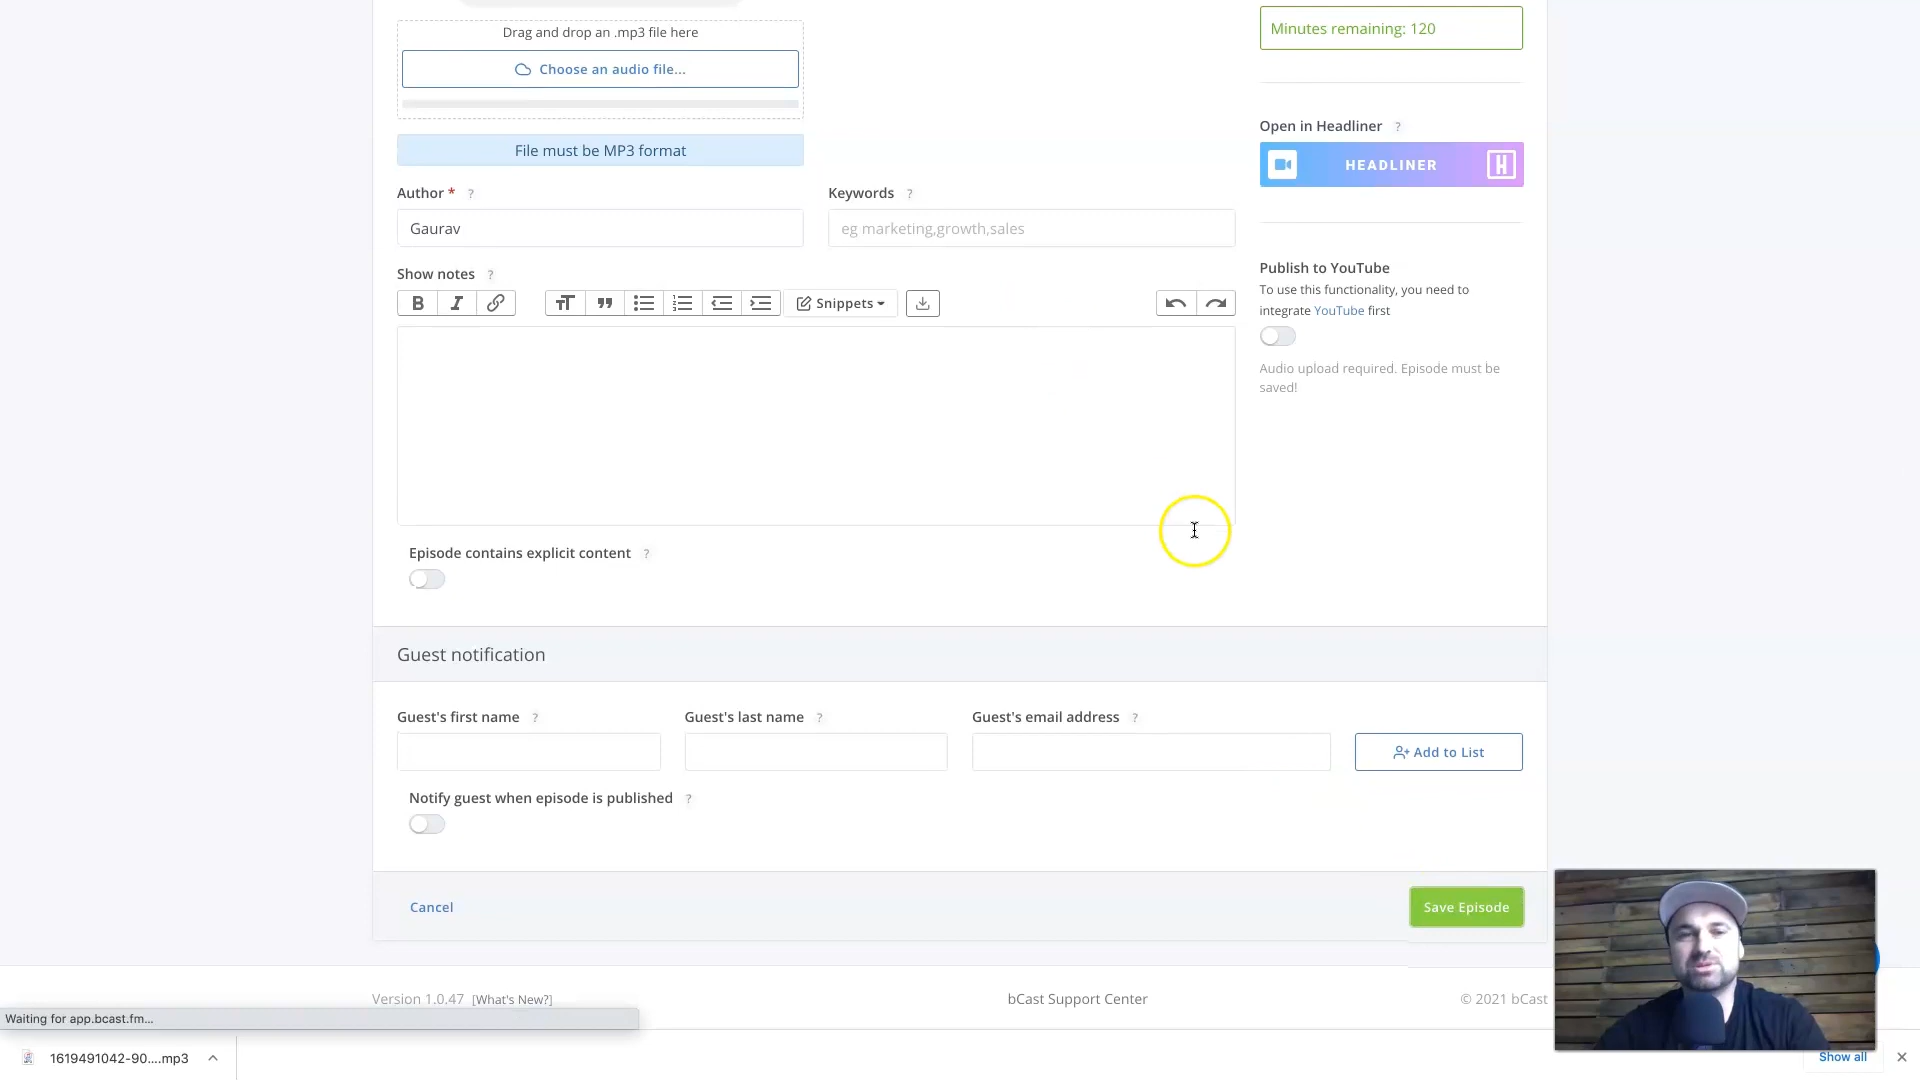 Drag and drop an .mp3 file here
Choose an audio file...
File must be MP3 format
Author * ?
Gaurav
Keywords ?
eg marketing,growth,sales
Show notes ?
B I Snippets
Episode contains explicit content ?
Minutes remaining: 120
Open in Headliner ?
HEADLINER H
Publish to YouTube
To use this functionality, you need to
integrate YouTube first
Audio upload required. Episode must be
saved!
Guest notification
Guest's first name ?
Guest's last name ?
Guest's email address ?
Add to List
Notify guest when episode is published ?
Cancel
Save Episode
Version 1.0.47 [What's New?]
bCast Support Center
© 2021 bCast
Waiting for app.bcast.fm...
1619491042-90....mp3
Show all